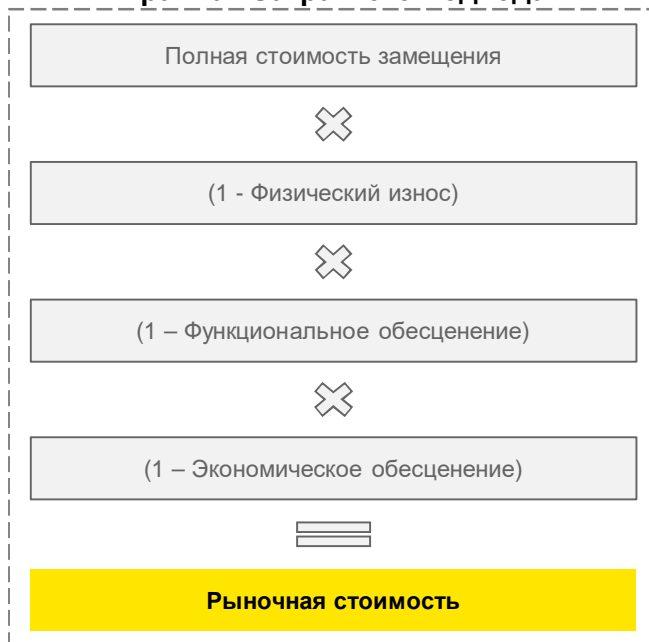 Полная стоимость замещения
(1 - Физический износ)
(1 – Функциональное обесценение)
(1 – Экономическое обесценение)
Рыночная стоимость